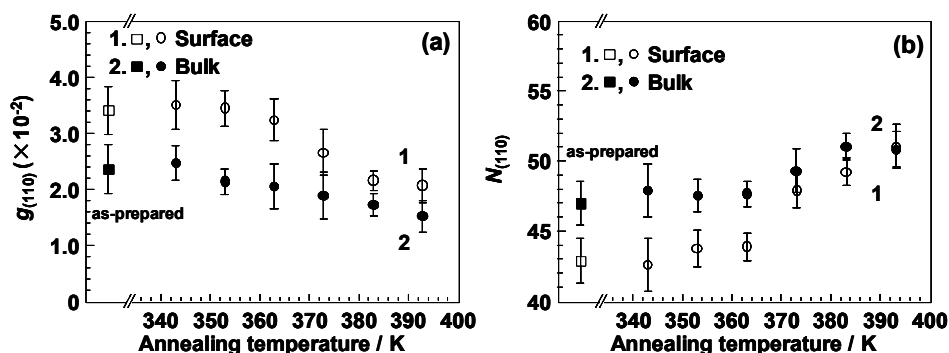 (a)
1. □, ○ Surface
2. ■, ● Bulk
g(110) (×10⁻²)
5.0
4.0
3.0
2.0
1.0
0
as-prepared
1
2
340 350 360 370 380 390 400
Annealing temperature / K
(b)
1. □, ○ Surface
2. ■, ● Bulk
N(110)
60
55
50
45
40
as-prepared
2
1
340 350 360 370 380 390 400
Annealing temperature / K